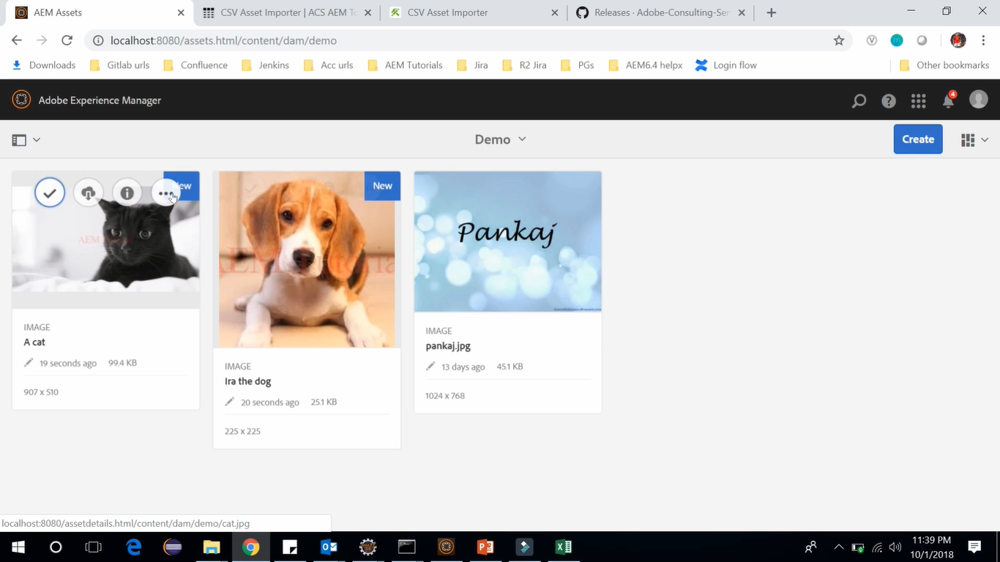 AEM Assets
CSV Asset Importer | ACS AEM To
CSV Asset Importer
Releases · Adobe-Consulting-Ser
localhost:8080/assets.html/content/dam/demo
Downloads
Gitlab urls
Confluence
Jenkins
Acc urls
AEM Tutorials
Jira
R2 Jira
PGs
AEM6.4 helpx
Login flow
Other bookmarks
Adobe Experience Manager
4
Demo
Create
New
Pankaj
IMAGE
A cat
19 seconds ago 99.4 KB
907 x 510
IMAGE
Ira the dog
20 seconds ago 25.1 KB
225 x 225
IMAGE
pankaj.jpg
13 days ago 45.1 KB
1024 x 768
localhost:8080/assetdetails.html/content/dam/demo/cat.jpg
11:39 PM
10/1/2018